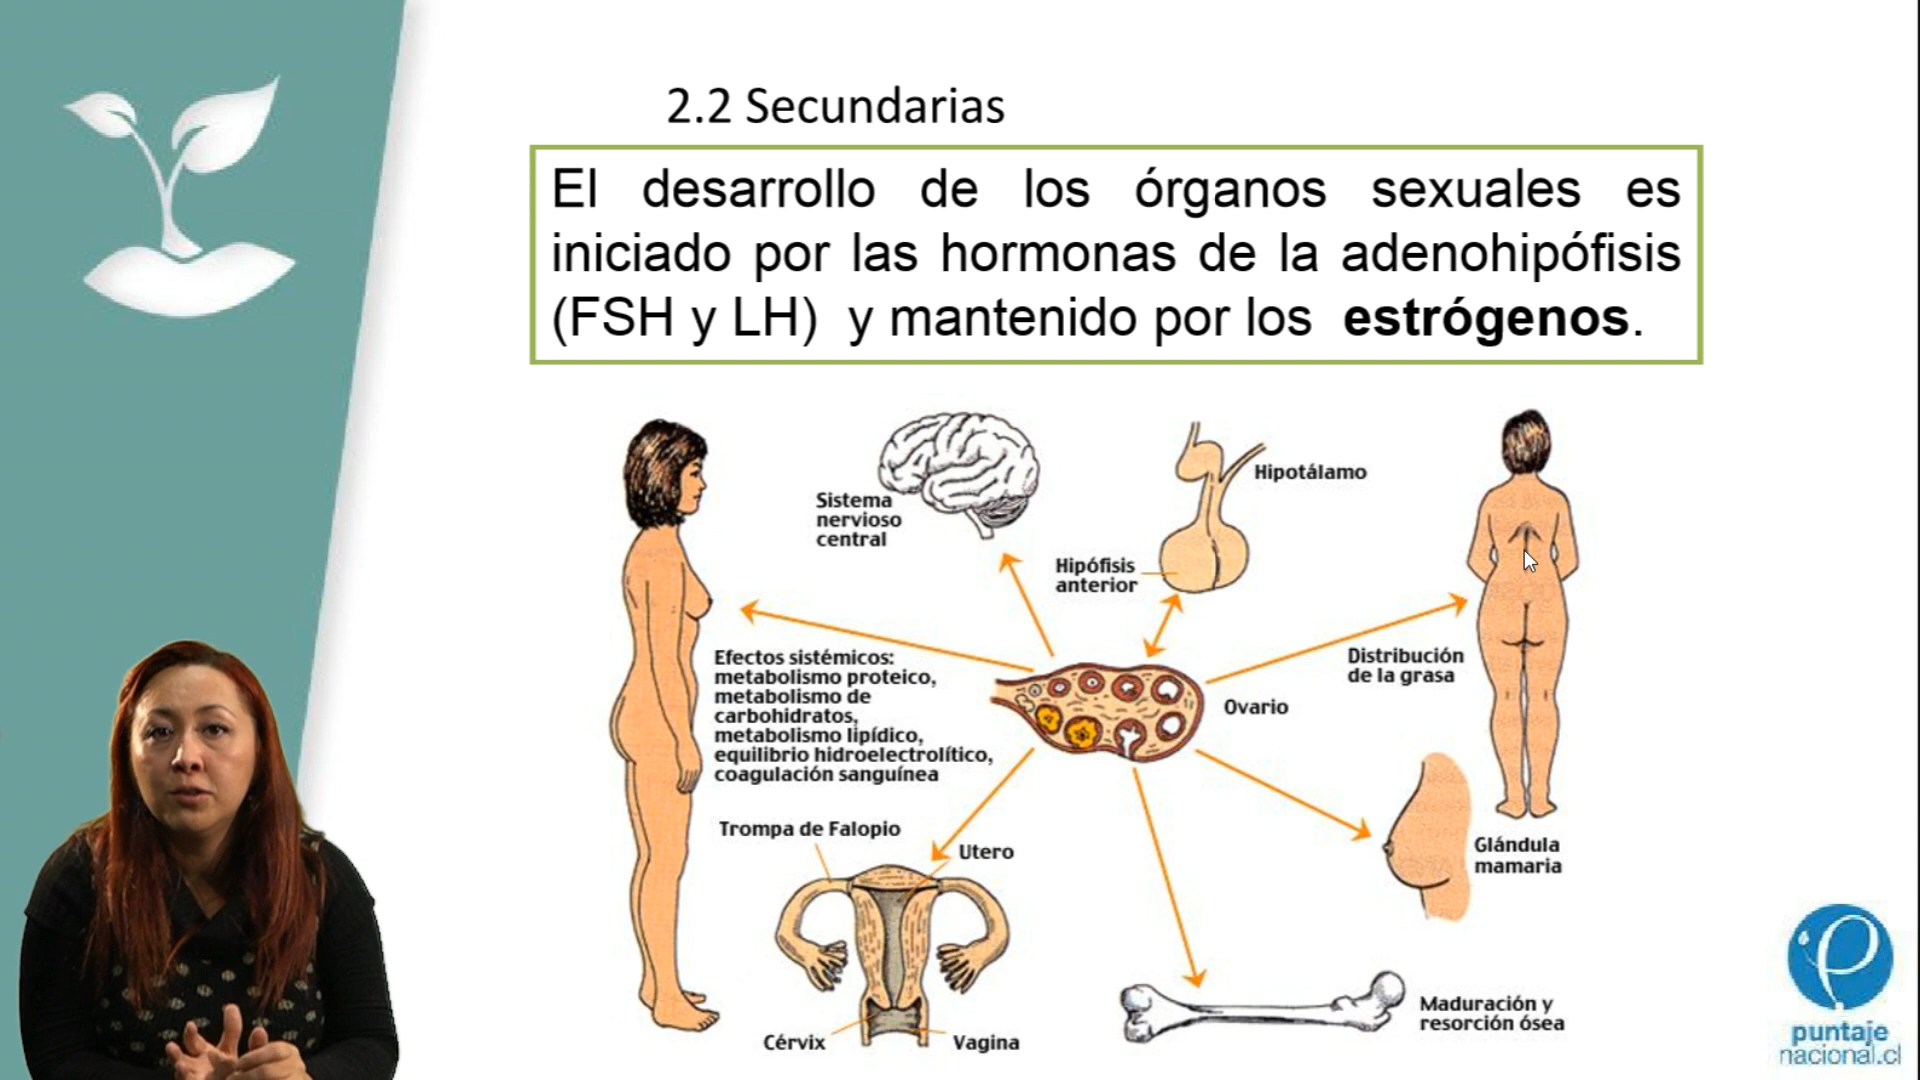 2.2 Secundarias
El desarrollo de los órganos sexuales es
iniciado por las hormonas de la adenohipófisis
(FSH y LH) y mantenido por los estrógenos.
Sistema
nervioso
central
Hipotálamo
Hipófisis
anterior
Efectos sistémicos:
metabolismo proteico,
metabolismo de
carbohidratos,
metabolismo lipídico,
equilibrio hidroelectrolítico,
coagulación sanguínea
Distribución
de la grasa
Ovario
Trompa de Falopio
Utero
Glándula
mamaria
Cérvix
Vagina
Maduración y
resorción ósea
puntaje
nacional.cl